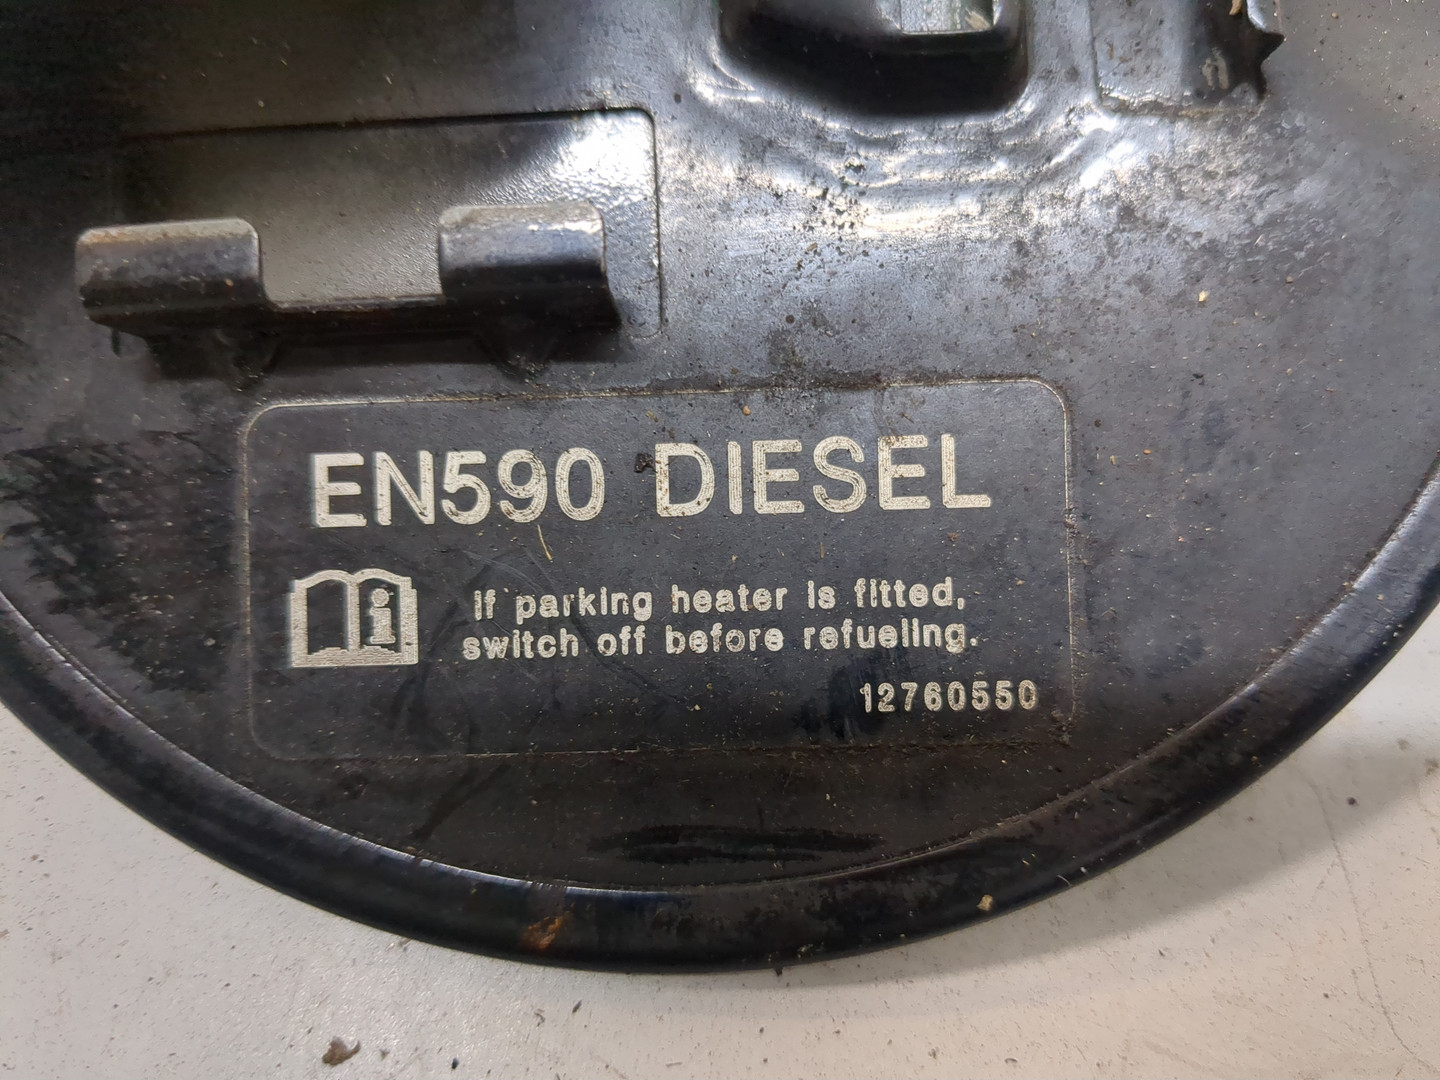 EN590 DIESEL
If parking heater is fitted,
switch off before refueling.
12760550